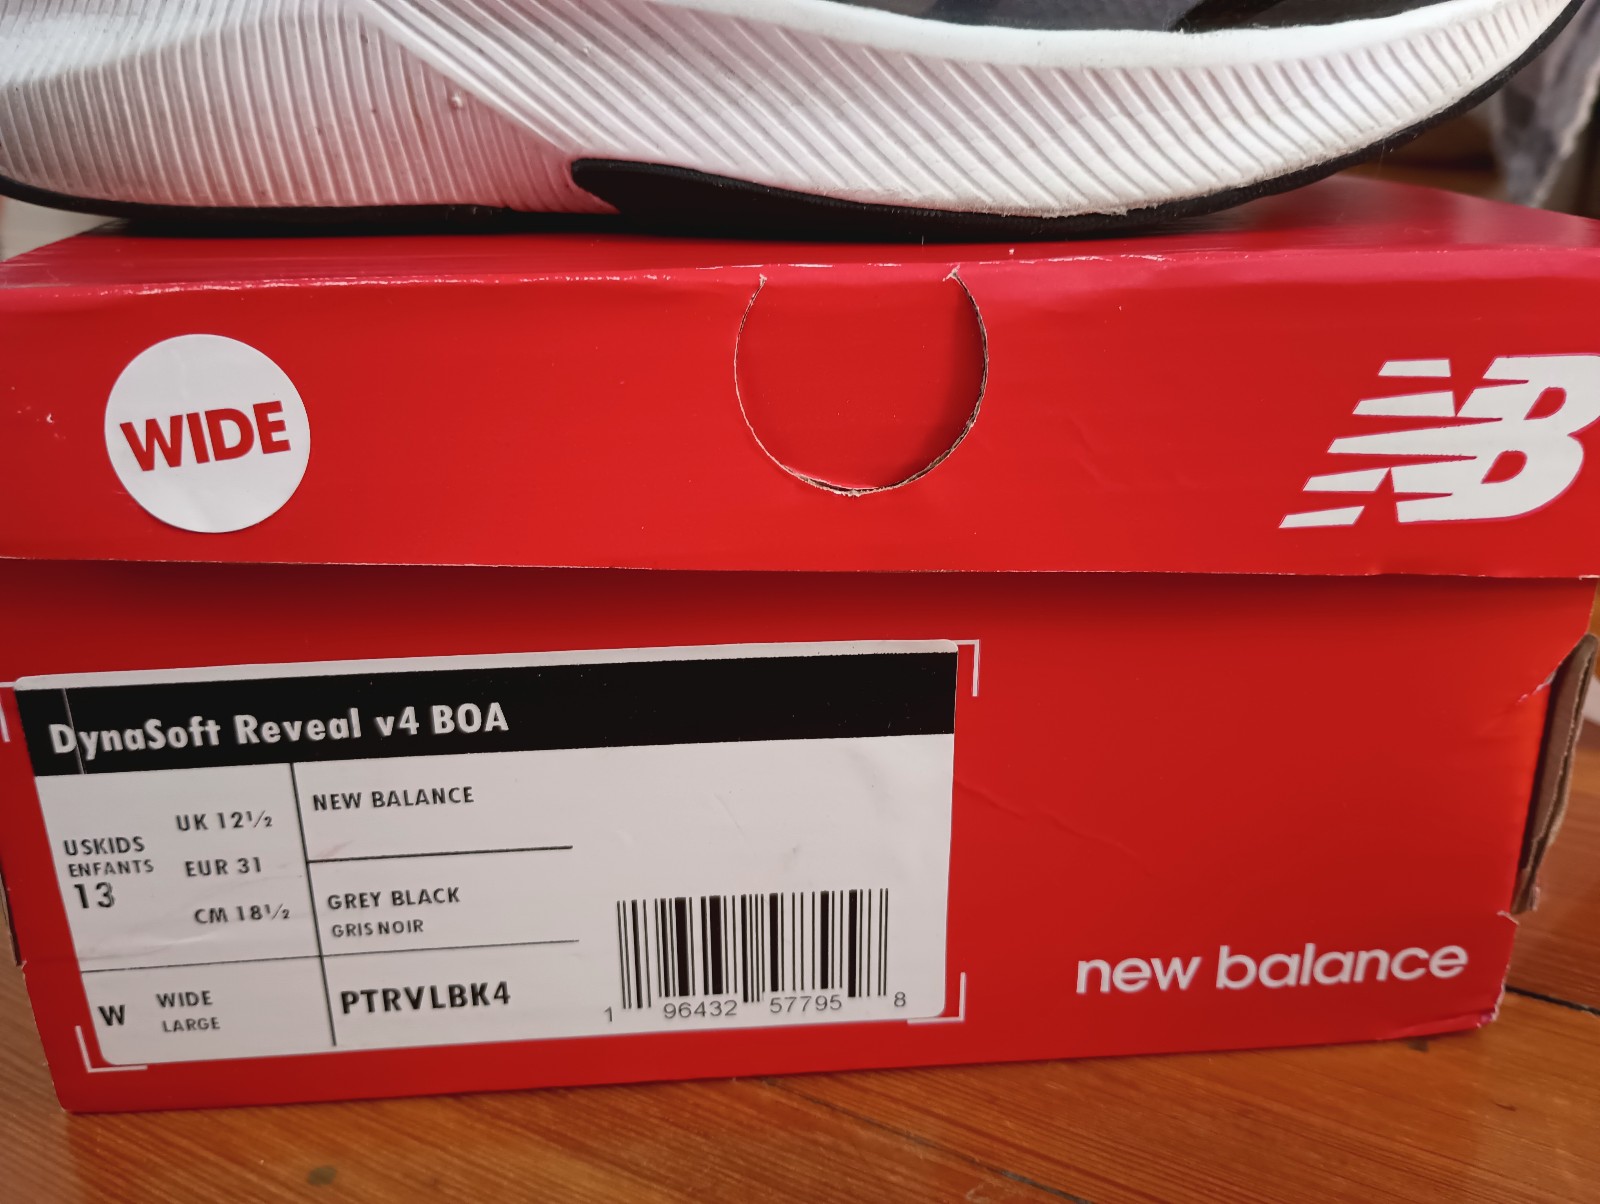 WIDE
NB
DynaSoft Reveal v4 BOA
USKIDS
ENFANTS
13
UK 12½
EUR 31
CM 18½
NEW BALANCE
GREY BLACK
GRIS NOIR
W
WIDE
LARGE
PTRVLBK4
1 96432 57795 8
new balance